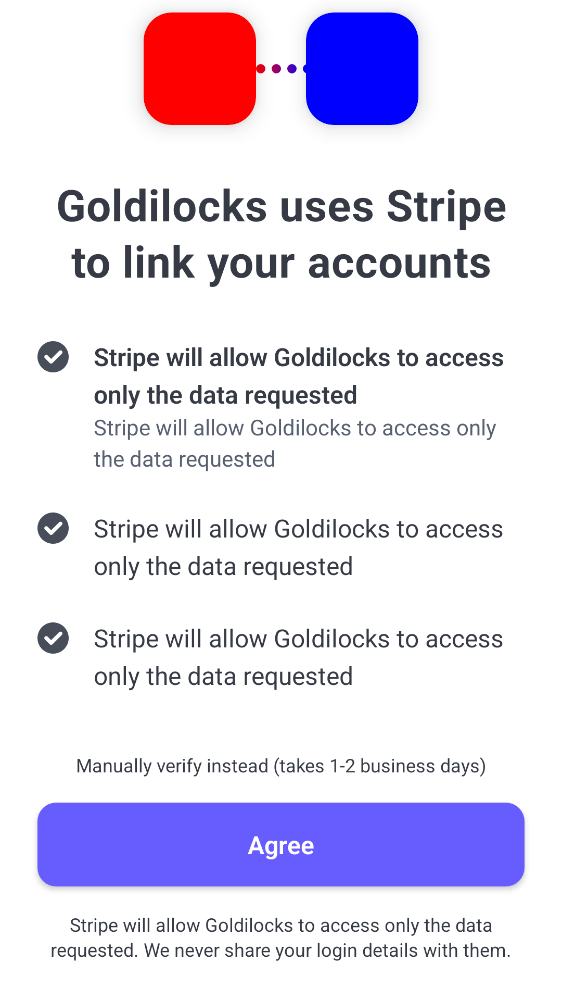 Goldilocks uses Stripe
to link your accounts
Stripe will allow Goldilocks to access
only the data requested
Stripe will allow Goldilocks to access only
the data requested
Stripe will allow Goldilocks to access
only the data requested
Stripe will allow Goldilocks to access
only the data requested
Manually verify instead (takes 1-2 business days)
Agree
Stripe will allow Goldilocks to access only the data
requested. We never share your login details with them.